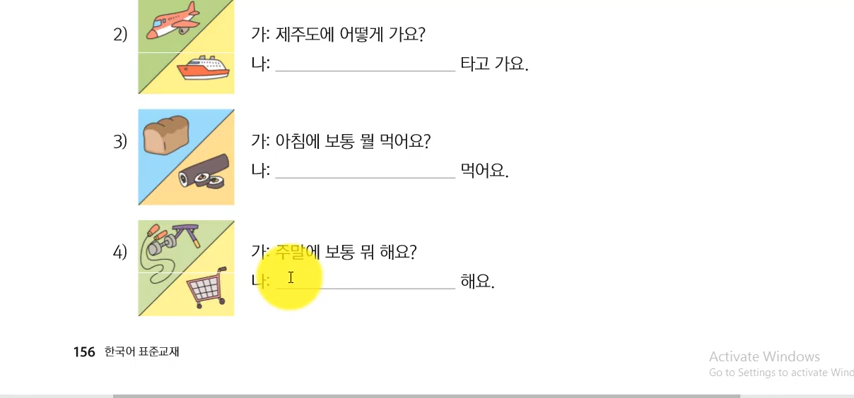 2)
가: 제주도에 어떻게 가요?
나: 타고 가요.
3)
가: 아침에 보통 뭘 먹어요?
나: 먹어요.
4)
가: 주말에 보통 뭐 해요?
나: 해요.
156 한국어 표준교재
Activate Windows
Go to Settings to activate Wind